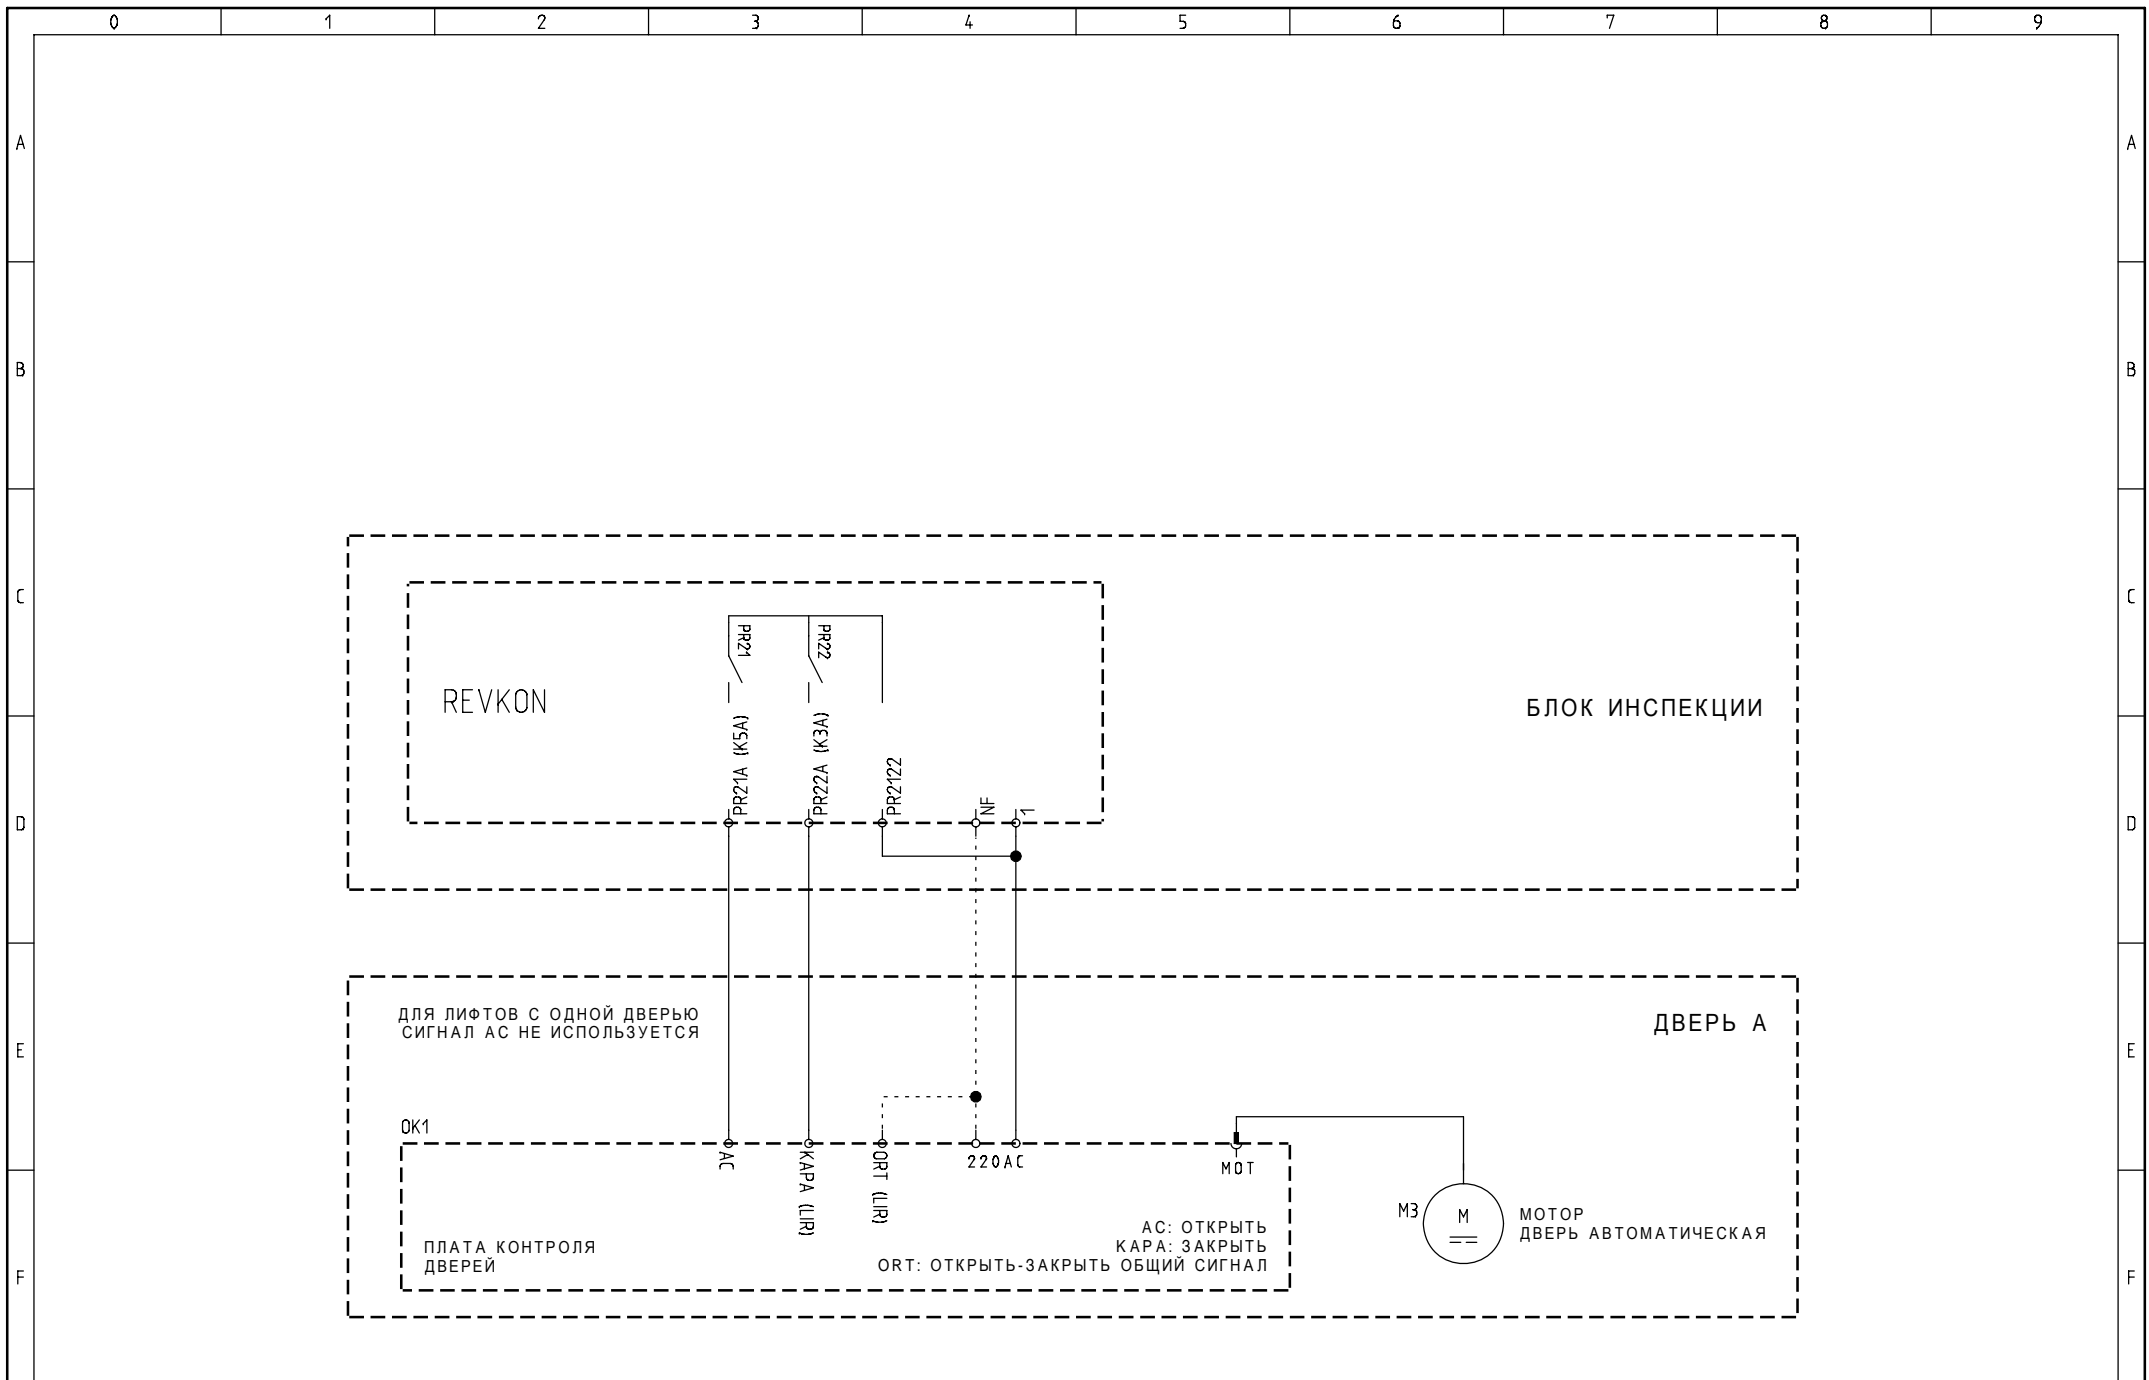 0 1 2 3 4 5 6 7 8 9
A A
B B
C C
PR21 PR22
REVKON
БЛОК ИНСПЕКЦИИ
PR21A (K5A) PR22A (K3A) PR2122 NF 1
D D
ДЛЯ ЛИФТОВ С ОДНОЙ ДВЕРЬЮ
СИГНАЛ АС НЕ ИСПОЛЬЗУЕТСЯ
ДВЕРЬ А
E E
OK1
AC KAPA (LIR) ORT (LIR) 220AC MOT
M3 M
МОТОР
ДВЕРЬ АВТОМАТИЧЕСКАЯ
ПЛАТА КОНТРОЛЯ
ДВЕРЕЙ
AC: ОТКРЫТЬ
KAPA: ЗАКРЫТЬ
ORT: ОТКРЫТЬ-ЗАКРЫТЬ ОБЩИЙ СИГНАЛ
F F